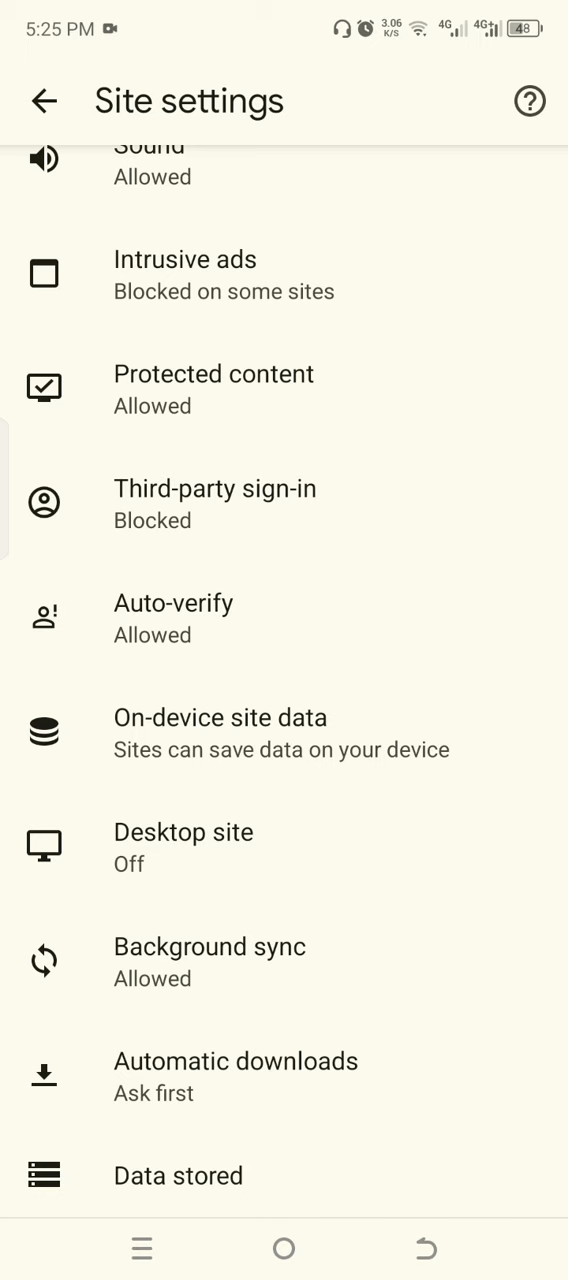 5:25 PM
3.06
K/S
4G
4G+
48
Site settings
Sound
Allowed
Intrusive ads
Blocked on some sites
Protected content
Allowed
Third-party sign-in
Blocked
Auto-verify
Allowed
On-device site data
Sites can save data on your device
Desktop site
Off
Background sync
Allowed
Automatic downloads
Ask first
Data stored